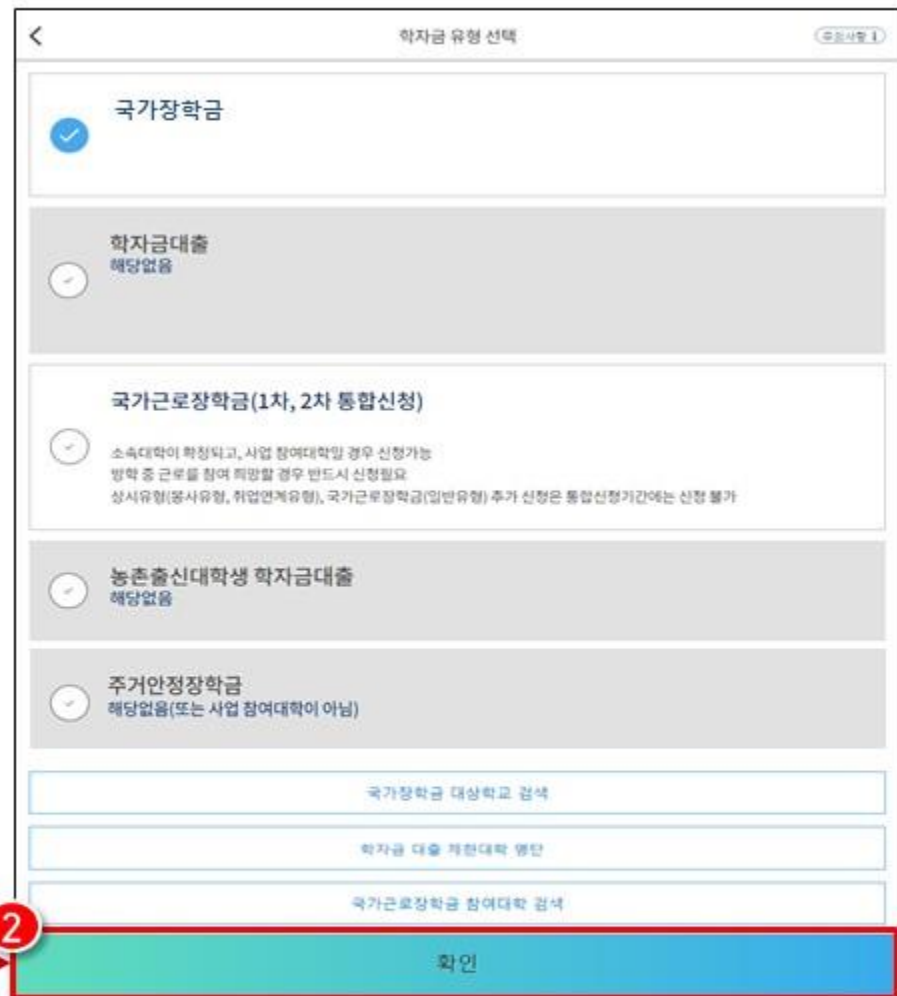 학자금 유형 선택
주의사항
국가장학금
학자금대출
해당없음
국가근로장학금(1차, 2차 통합신청)
소속대학이 확정되고, 사업 참여대학일 경우 신청가능
방학 중 근로를 참여 희망할 경우 반드시 신청필요
상시유형(봉사유형, 취업연계유형), 국가근로장학금(일반유형) 추가 신청은 통합신청기간에는 신청 불가
농촌출신대학생 학자금대출
해당없음
주거안정장학금
해당없음(또는 사업 참여대학이 아님)
국가장학금 대상학교 검색
학자금 대출 제한대학 명단
국가근로장학금 참여대학 검색
2
확인